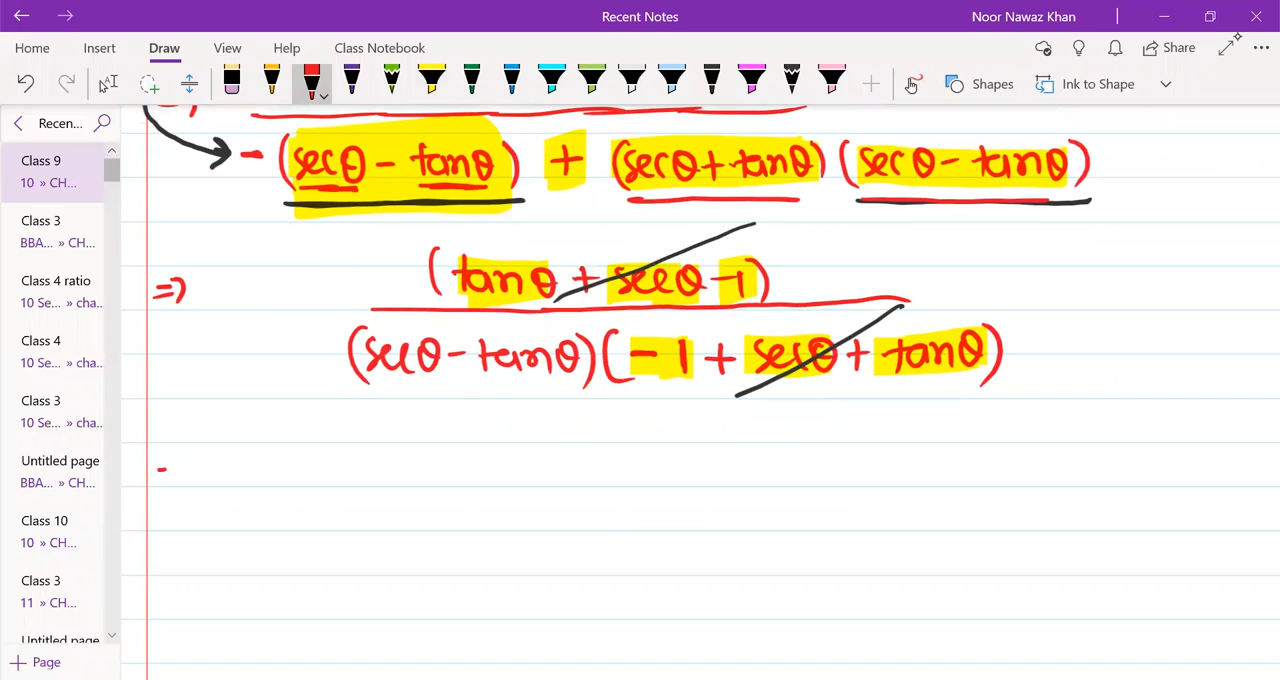 Recent Notes
Noor Nawaz Khan
Home Insert Draw View Help Class Notebook
Share
Shapes
Ink to Shape
Recen...
Class 9
10 » CH...
Class 3
BBA... » CH...
Class 4 ratio
10 Se... » cha..
Class 4
10 Se... » cha..
Class 3
10 Se... » cha..
Untitled page
BBA... » CH...
Class 10
10 » CH...
Class 3
11 » CH...
Untitled page
+ Page
- (secθ - tanθ) + (secθ + tanθ) (secθ - tanθ)
=> (tanθ + secθ - 1)
(secθ - tanθ) (- 1 + secθ + tanθ)
-